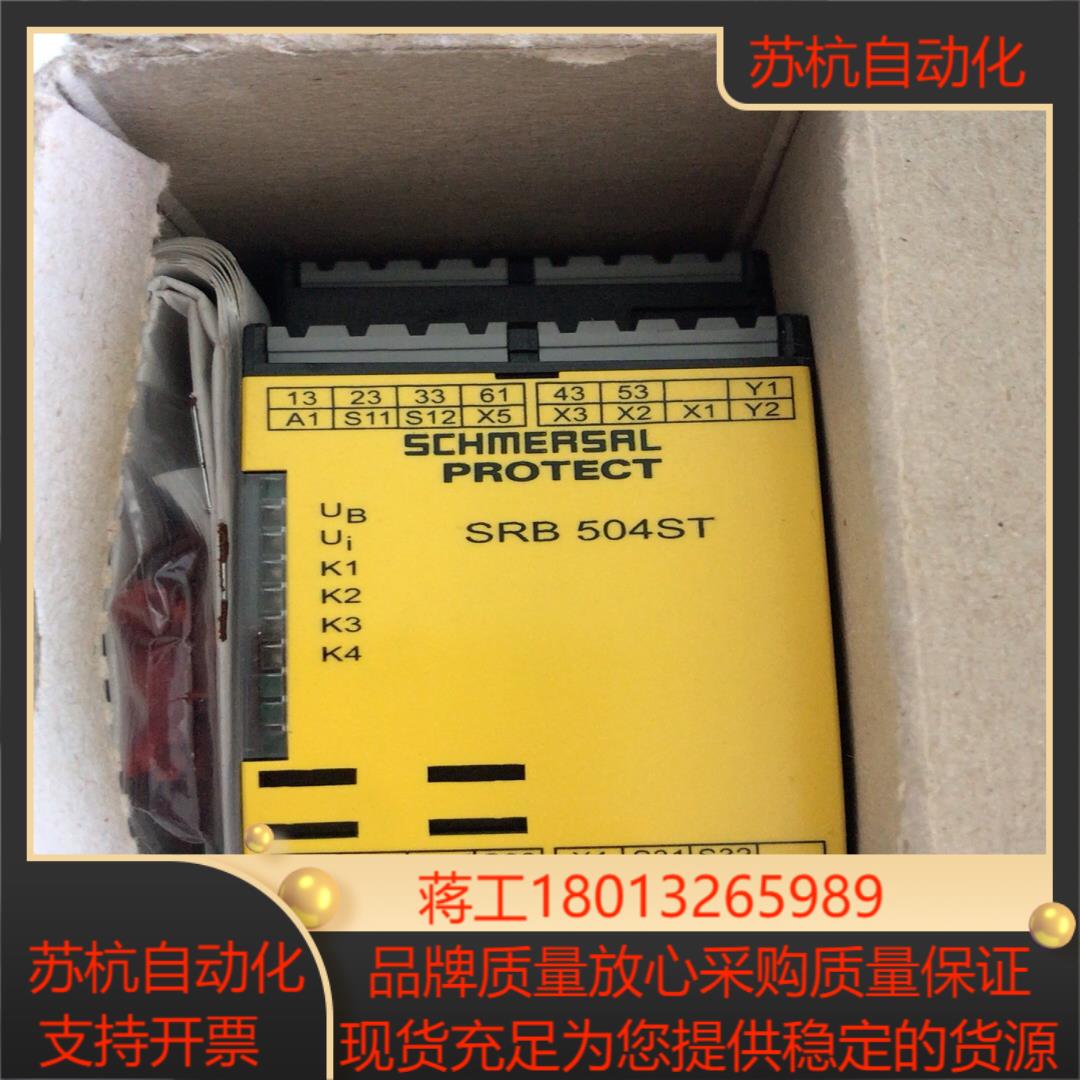 苏杭自动化
13 23 33 61 43 53 Y1
A1 S11 S12 X5 X3 X2 X1 Y2
SCHMERSAL
PROTECT
UB
SRB 504ST
Ui
K1
K2
K3
K4
蒋工18013265989
苏杭自动化
支持开票
品牌质量放心采购质量保证
现货充足为您提供稳定的货源